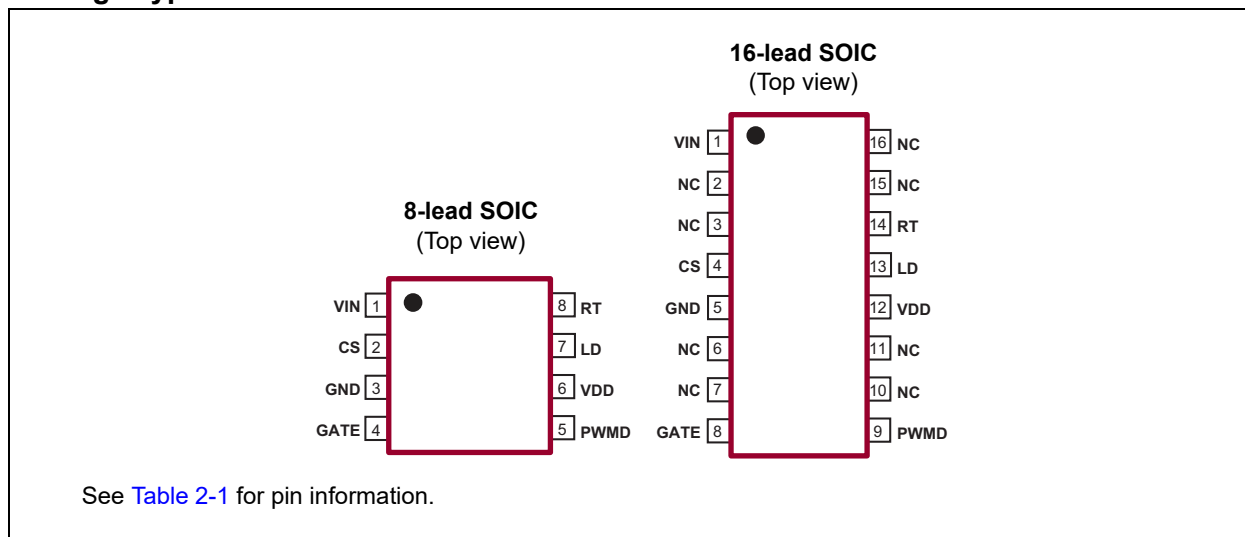 8-lead SOIC
(Top view)
VIN 1
CS 2
GND 3
GATE 4
8 RT
7 LD
6 VDD
5 PWMD
16-lead SOIC
(Top view)
VIN 1
NC 2
NC 3
CS 4
GND 5
NC 6
NC 7
GATE 8
16 NC
15 NC
14 RT
13 LD
12 VDD
11 NC
10 NC
9 PWMD
See Table 2-1 for pin information.